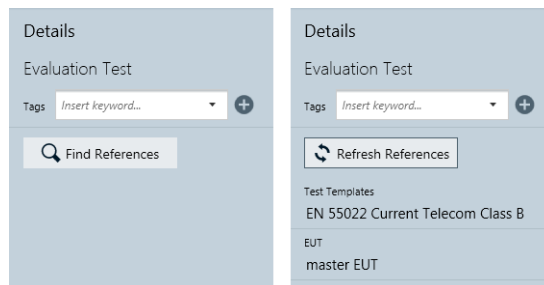 Details
Evaluation Test
Tags Insert keyword...
Find References
Details
Evaluation Test
Tags Insert keyword...
Refresh References
Test Templates
EN 55022 Current Telecom Class B
EUT
master EUT